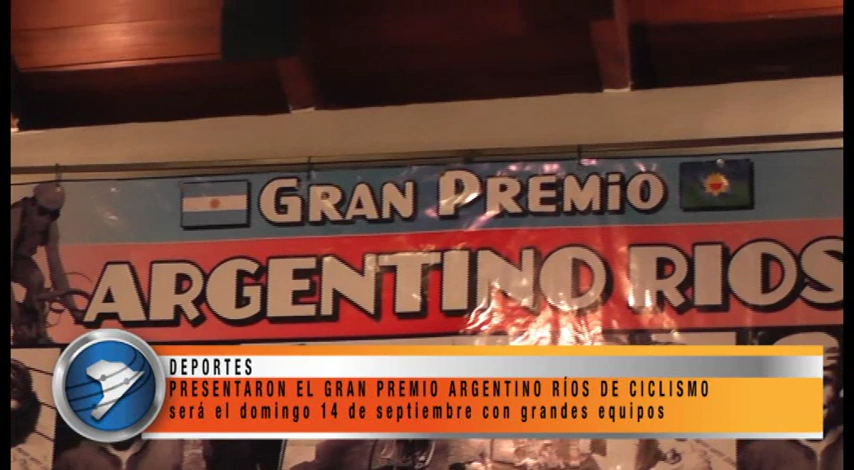 GRAN PREMIO
ARGENTINO RIOS
DEPORTES
PRESENTARON EL GRAN PREMIO ARGENTINO RÍOS DE CICLISMO
será el domingo 14 de septiembre con grandes equipos